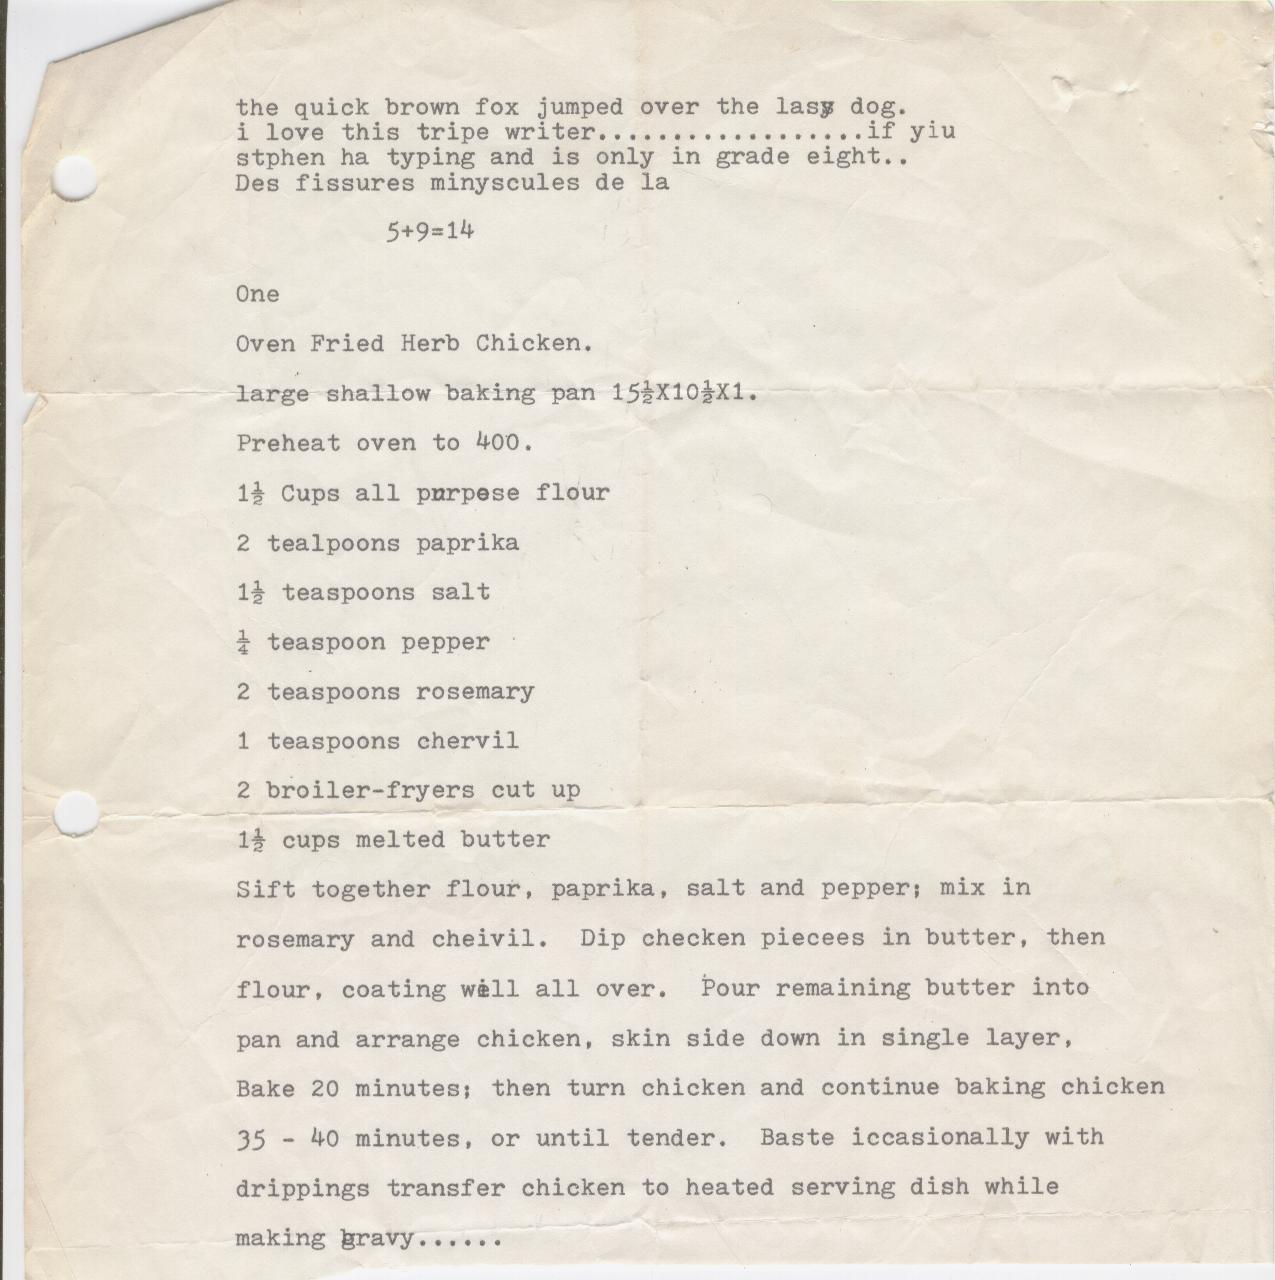 the quick brown fox jumped over the lasy dog.
i love this tripe writer..................if yiu
stphen ha typing and is only in grade eight..
Des fissures minyscules de la
5+9=14
One
Oven Fried Herb Chicken.
large shallow baking pan 15½X10½X1.
Preheat oven to 400.
1½ Cups all purpose flour
2 tealpoons paprika
1½ teaspoons salt
¼ teaspoon pepper
2 teaspoons rosemary
1 teaspoons chervil
2 broiler-fryers cut up
1½ cups melted butter
Sift together flour, paprika, salt and pepper; mix in
rosemary and cheivil.  Dip checken piecees in butter, then
flour, coating well all over.  Pour remaining butter into
pan and arrange chicken, skin side down in single layer,
Bake 20 minutes; then turn chicken and continue baking chicken
35 - 40 minutes, or until tender.  Baste iccasionally with
drippings transfer chicken to heated serving dish while
making gravy......